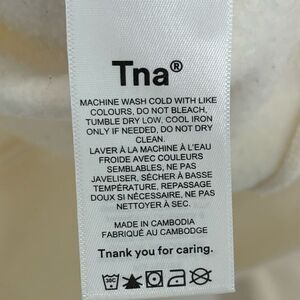 Tna®
MACHINE WASH COLD WITH LIKE
COLOURS, DO NOT BLEACH,
TUMBLE DRY LOW, COOL IRON
ONLY IF NEEDED, DO NOT DRY
CLEAN.
LAVER À LA MACHINE À L'EAU
FROIDE AVEC COULEURS
SEMBLABLES, NE PAS
JAVELISER, SÉCHER À BASSE
TEMPÉRATURE, REPASSAGE
DOUX SI NÉCESSAIRE, NE PAS
NETTOYER À SEC.
MADE IN CAMBODIA
FABRIQUÉ AU CAMBODGE
Thank you for caring.
30C